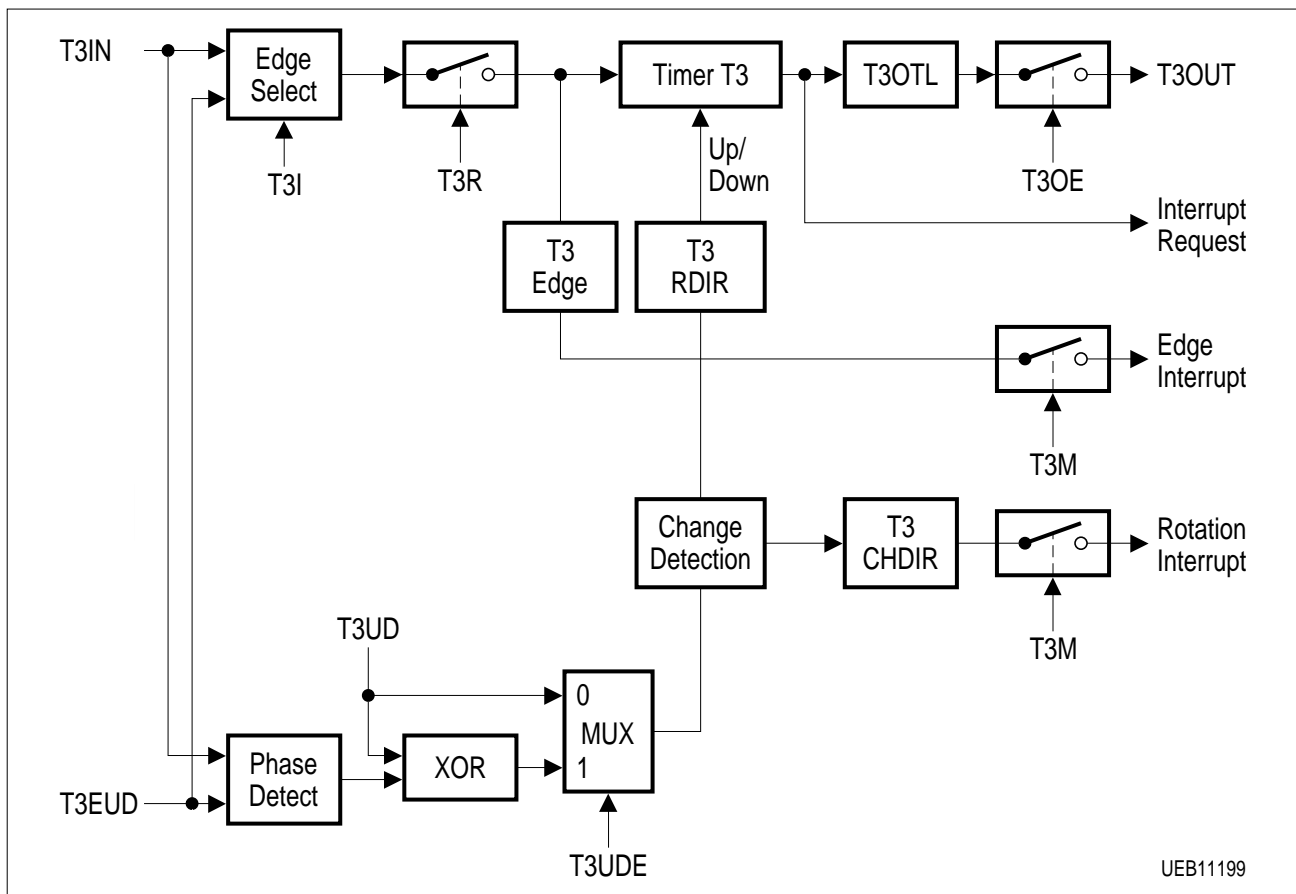 T3IN
Edge
Select
Timer T3
T3OTL
T3OUT
T3I
T3R
Up/
Down
T3OE
Interrupt
Request
T3
Edge
T3
RDIR
Edge
Interrupt
T3M
Change
Detection
T3
CHDIR
Rotation
Interrupt
T3UD
T3M
0
MUX
1
Phase
Detect
XOR
T3EUD
T3UDE
UEB11199